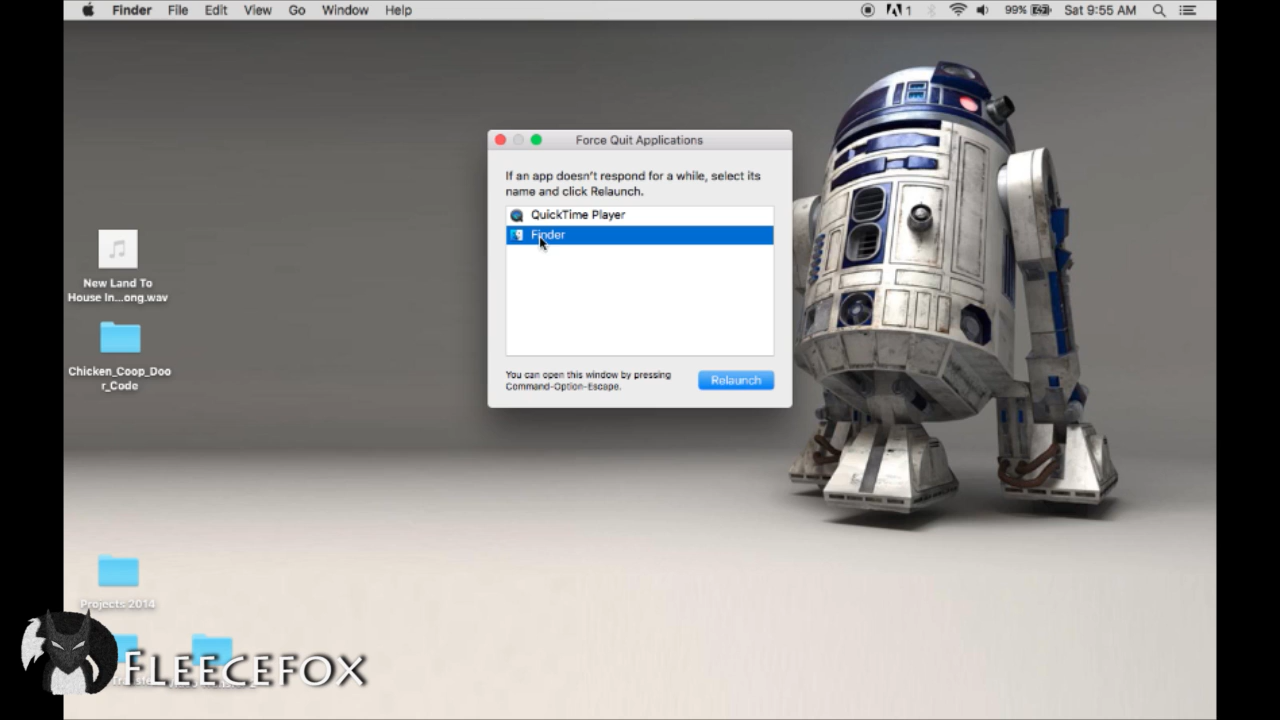 Finder File Edit View Go Window Help 1 99% Sat 9:55 AM
Force Quit Applications
If an app doesn't respond for a while, select its
name and click Relaunch.
QuickTime Player
Finder
You can open this window by pressing
Command-Option-Escape.
Relaunch
New Land To
House In...ong.wav
Chicken_Coop_Doo
r_Code
Projects 2014
FLEECEFOX